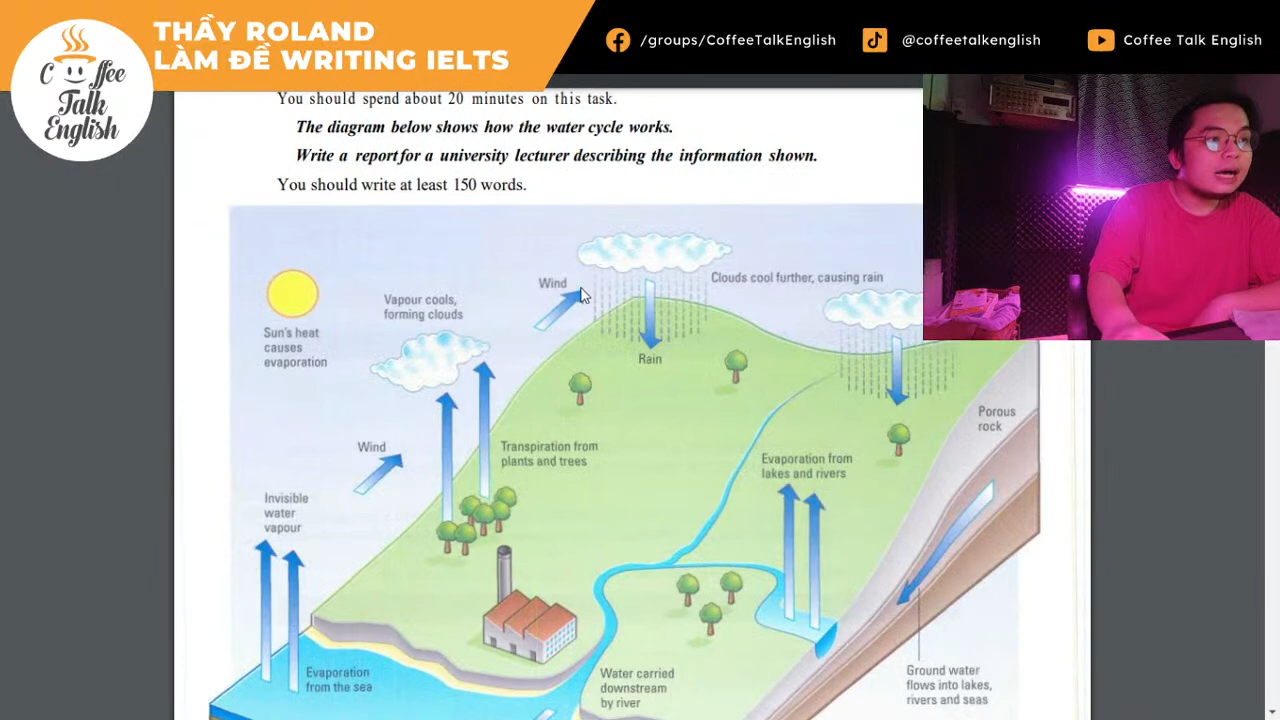 THẦY ROLAND
LÀM ĐỀ WRITING IELTS
Coffee
Talk
English
/groups/CoffeeTalkEnglish
@coffeetalkenglish
Coffee Talk English
You should spend about 20 minutes on this task.
The diagram below shows how the water cycle works.
Write a report for a university lecturer describing the information shown.
You should write at least 150 words.
Sun's heat
causes
evaporation
Vapour cools,
forming clouds
Wind
Clouds cool further, causing rain
Rain
Wind
Transpiration from
plants and trees
Evaporation from
lakes and rivers
Porous
rock
Invisible
water
vapour
Evaporation
from the sea
Water carried
downstream
by river
Ground water
flows into lakes,
rivers and seas